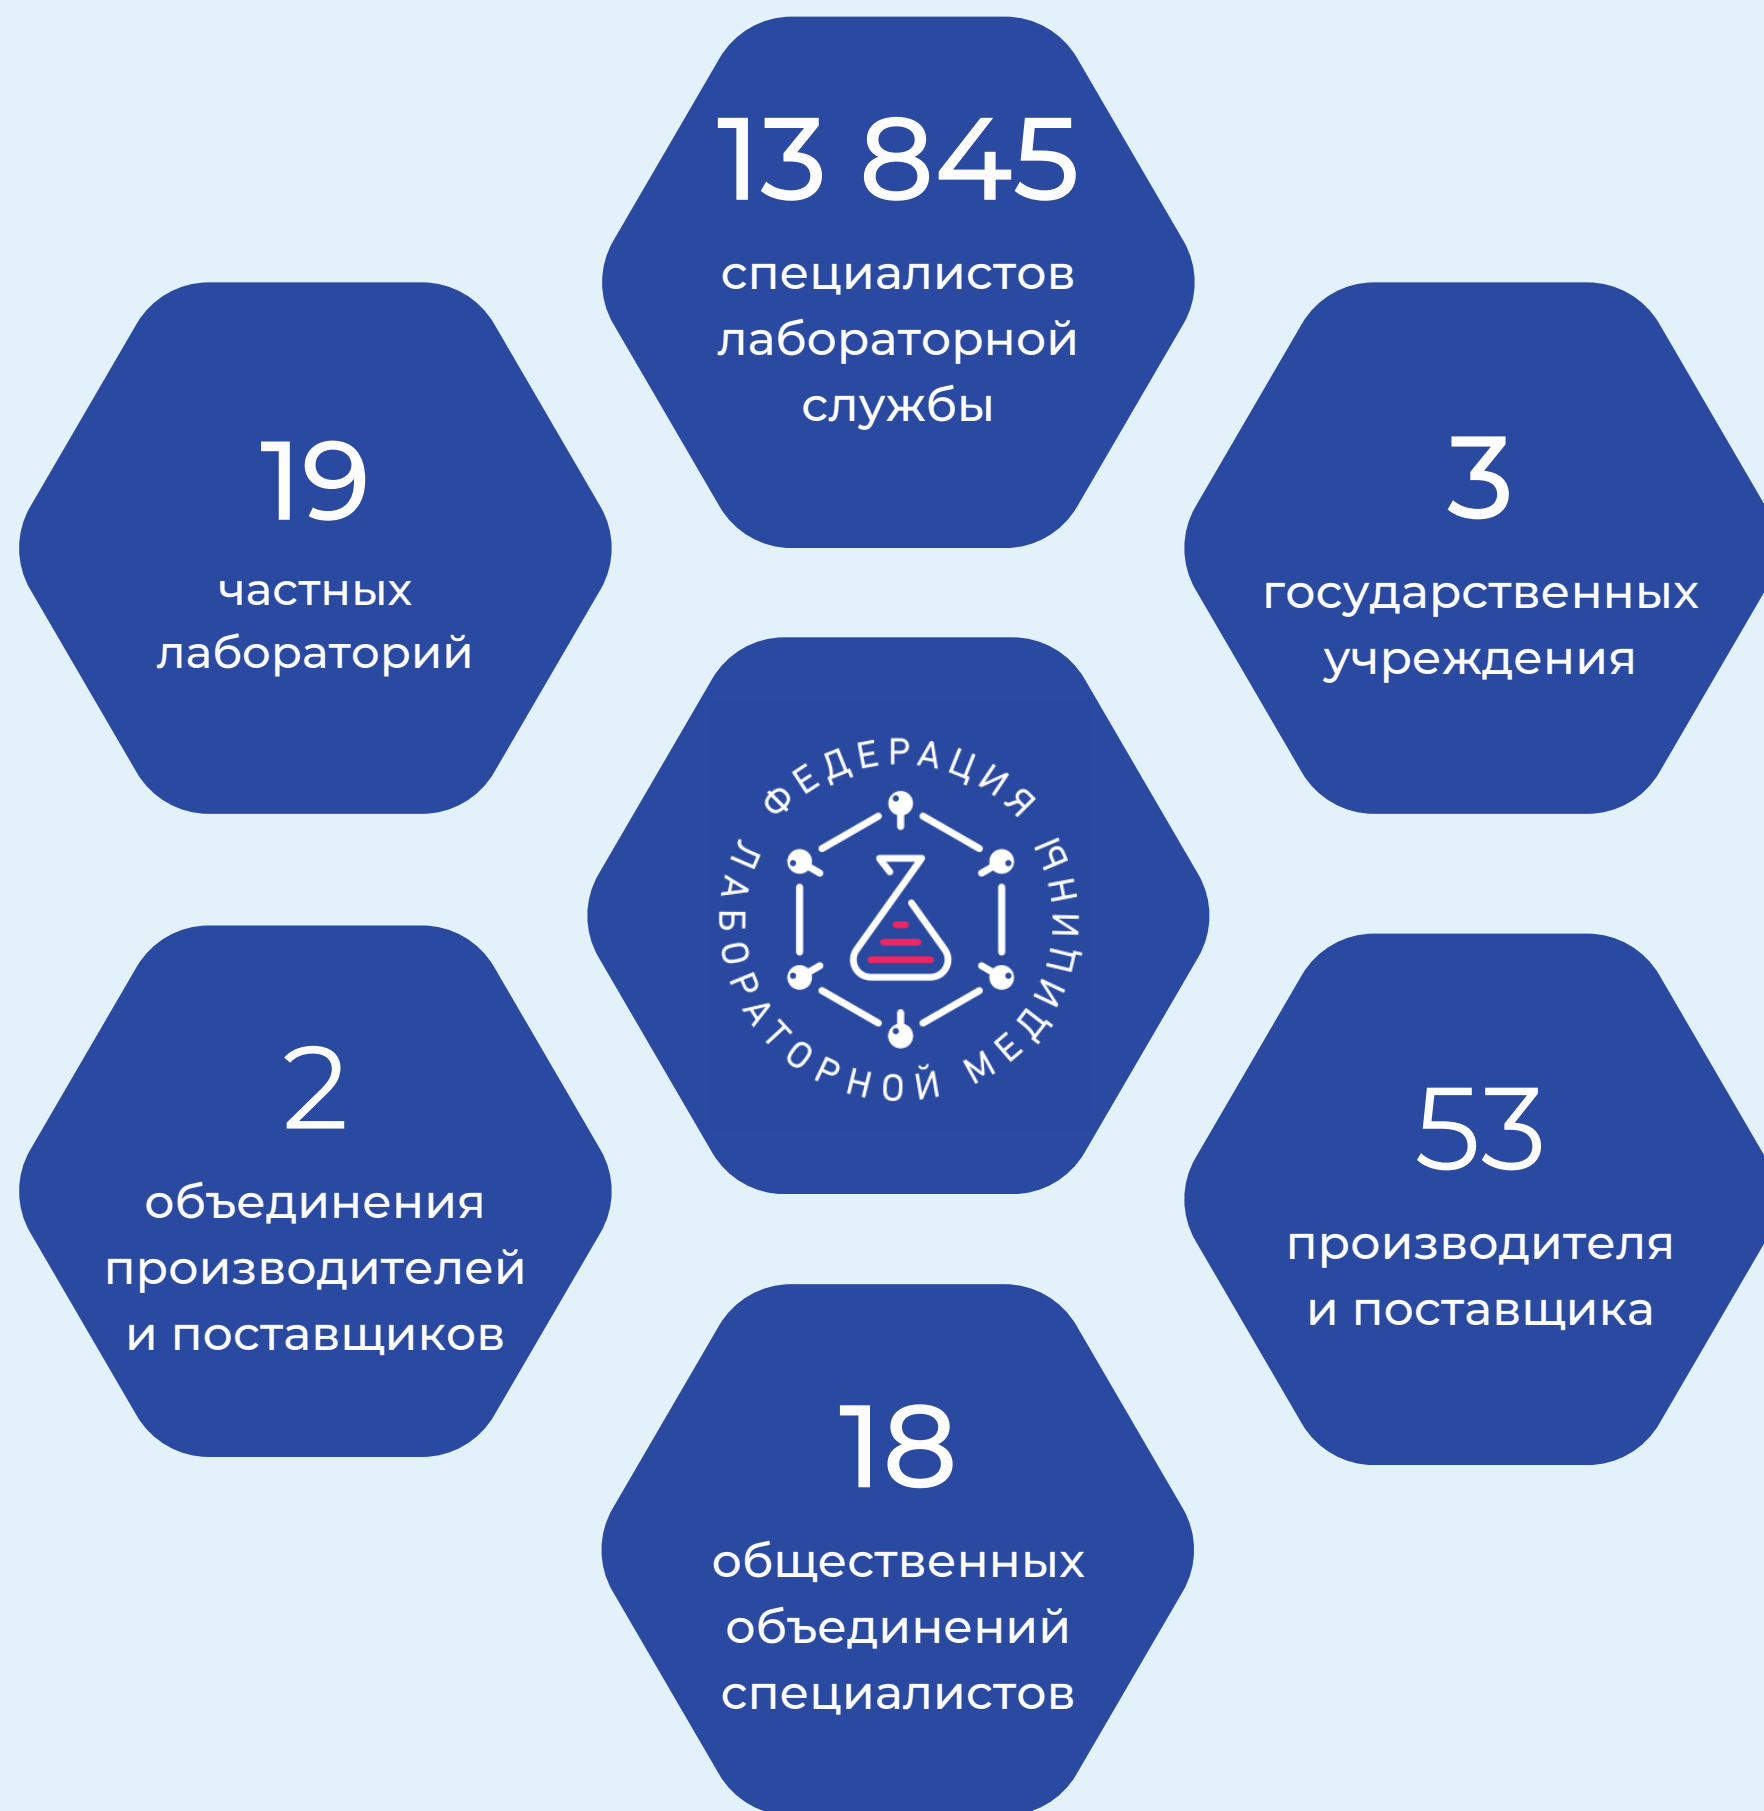 13 845
специалистов
лабораторной
службы
19
частных
лабораторий
3
государственных
учреждения
ФЕДЕРАЦИЯ
ЛАБОРАТОРНОЙ МЕДИЦИНЫ
2
объединения
производителей
и поставщиков
53
производителя
и поставщика
18
общественных
объединений
специалистов